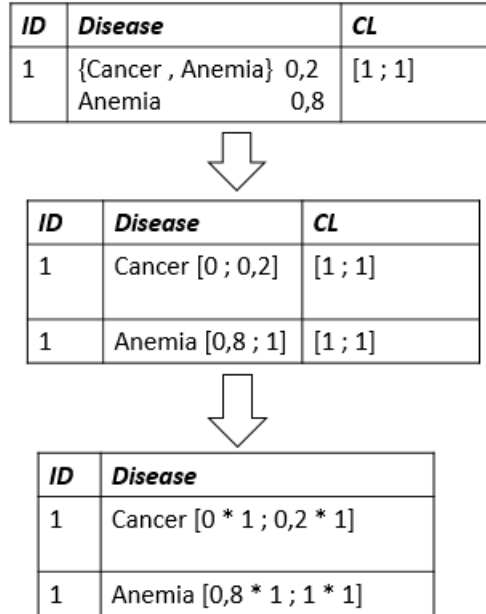 ID Disease CL
1 {Cancer , Anemia} 0,2 [1 ; 1]
Anemia 0,8
ID Disease CL
1 Cancer [0 ; 0,2] [1 ; 1]
1 Anemia [0,8 ; 1] [1 ; 1]
ID Disease
1 Cancer [0 * 1 ; 0,2 * 1]
1 Anemia [0,8 * 1 ; 1 * 1]